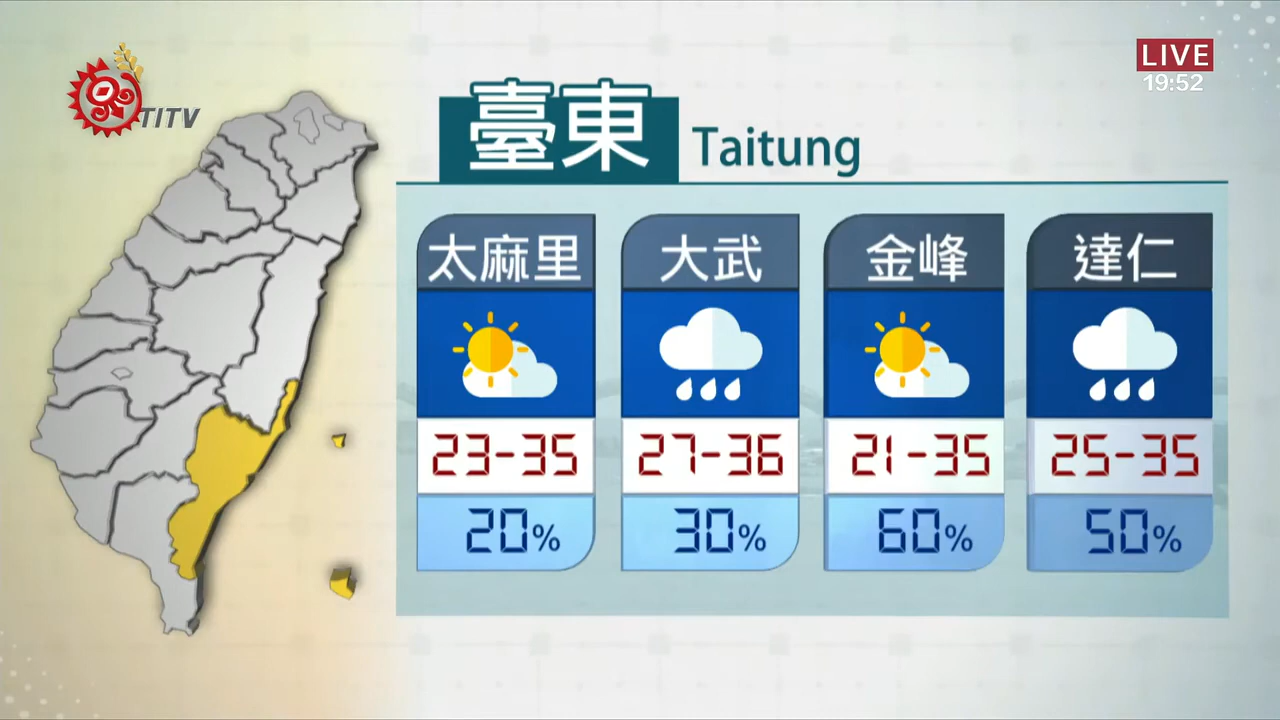 TITV
LIVE
19:52
臺東 Taitung
太麻里 大武 金峰 達仁
23-35 27-36 21-35 25-35
20% 30% 60% 50%